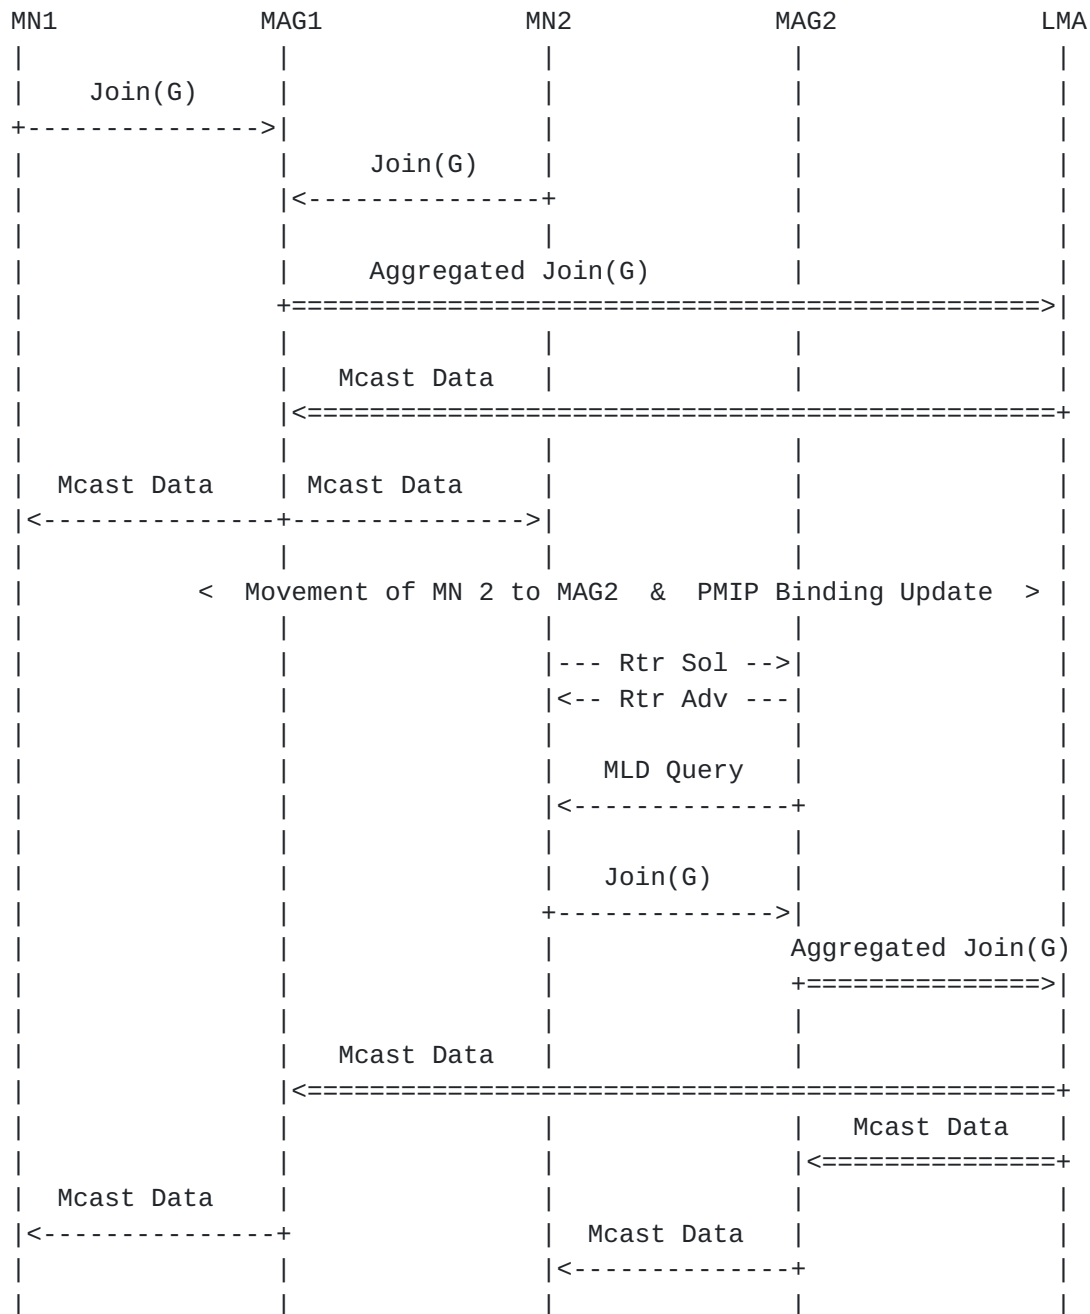 MN1 MAG1 MN2 MAG2 LMA
Join(G)
Join(G)
Aggregated Join(G)
Mcast Data
Mcast Data Mcast Data
< Movement of MN 2 to MAG2 & PMIP Binding Update >
--- Rtr Sol -->
<-- Rtr Adv ---
MLD Query
Join(G)
Aggregated Join(G)
Mcast Data
Mcast Data
Mcast Data
Mcast Data